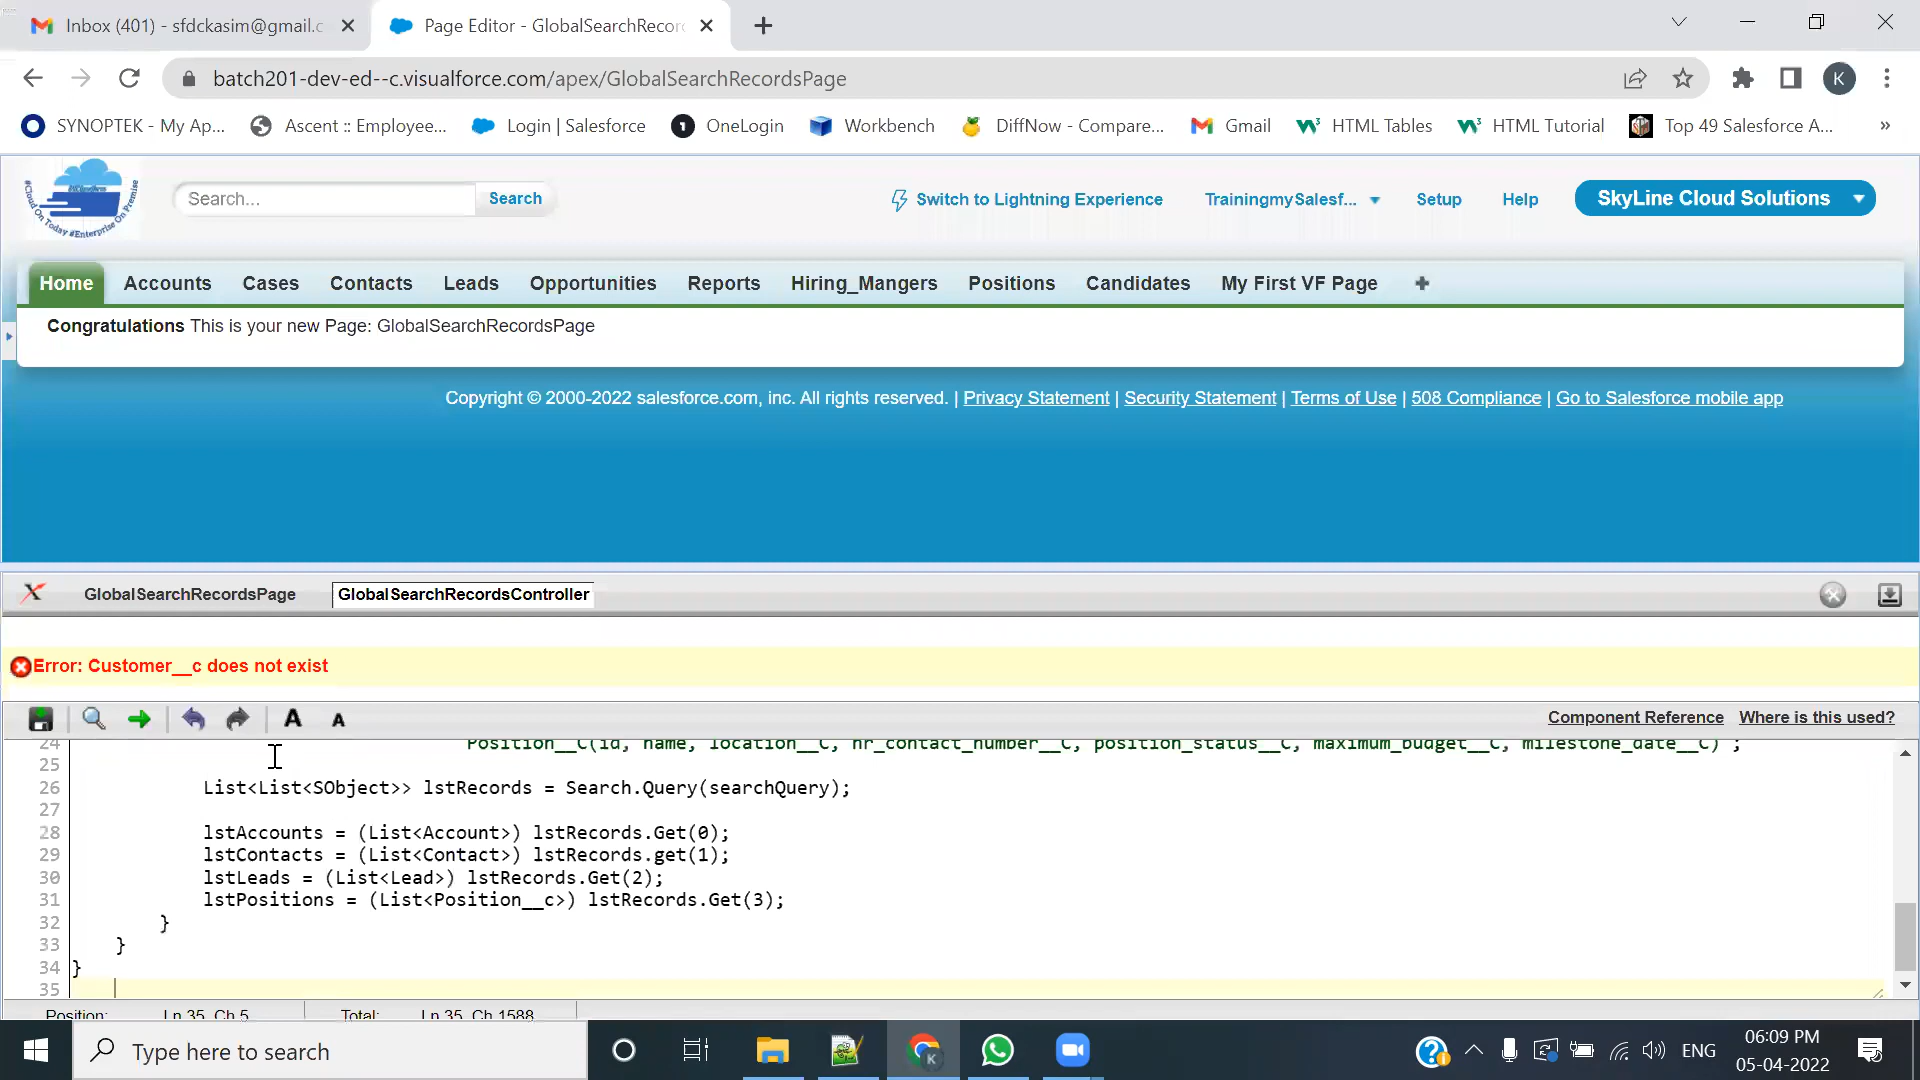 Inbox (401) - sfdckasim@gmail.c
Page Editor - GlobalSearchRecor
batch201-dev-ed--c.visualforce.com/apex/GlobalSearchRecordsPage
K
SYNOPTEK - My Ap...
Ascent :: Employee...
Login | Salesforce
OneLogin
Workbench
DiffNow - Compare...
Gmail
HTML Tables
HTML Tutorial
Top 49 Salesforce A...
»
#Cloud On Today #Enterprise On Premise
Search...
Search
Switch to Lightning Experience
TrainingmySalesf...
Setup
Help
SkyLine Cloud Solutions
Home
Accounts
Cases
Contacts
Leads
Opportunities
Reports
Hiring_Mangers
Positions
Candidates
My First VF Page
Congratulations This is your new Page: GlobalSearchRecordsPage
Copyright © 2000-2022 salesforce.com, inc. All rights reserved. | Privacy Statement | Security Statement | Terms of Use | 508 Compliance | Go to Salesforce mobile app
GlobalSearchRecordsPage
GlobalSearchRecordsController
Error: Customer__c does not exist
A
A
Component Reference
Where is this used?
24 Position__C(id, name, location__C, hr_contact_number__C, position_status__C, maximum_budget__C, milestone_date__C)';
25
26 List<List<SObject>> lstRecords = Search.Query(searchQuery);
27
28 lstAccounts = (List<Account>) lstRecords.Get(0);
29 lstContacts = (List<Contact>) lstRecords.get(1);
30 lstLeads = (List<Lead>) lstRecords.Get(2);
31 lstPositions = (List<Position__c>) lstRecords.Get(3);
32 }
33 }
34 }
35
Position: Ln 35, Ch 5 Total: Ln 35, Ch 1588
Type here to search
K
ENG
06:09 PM
05-04-2022